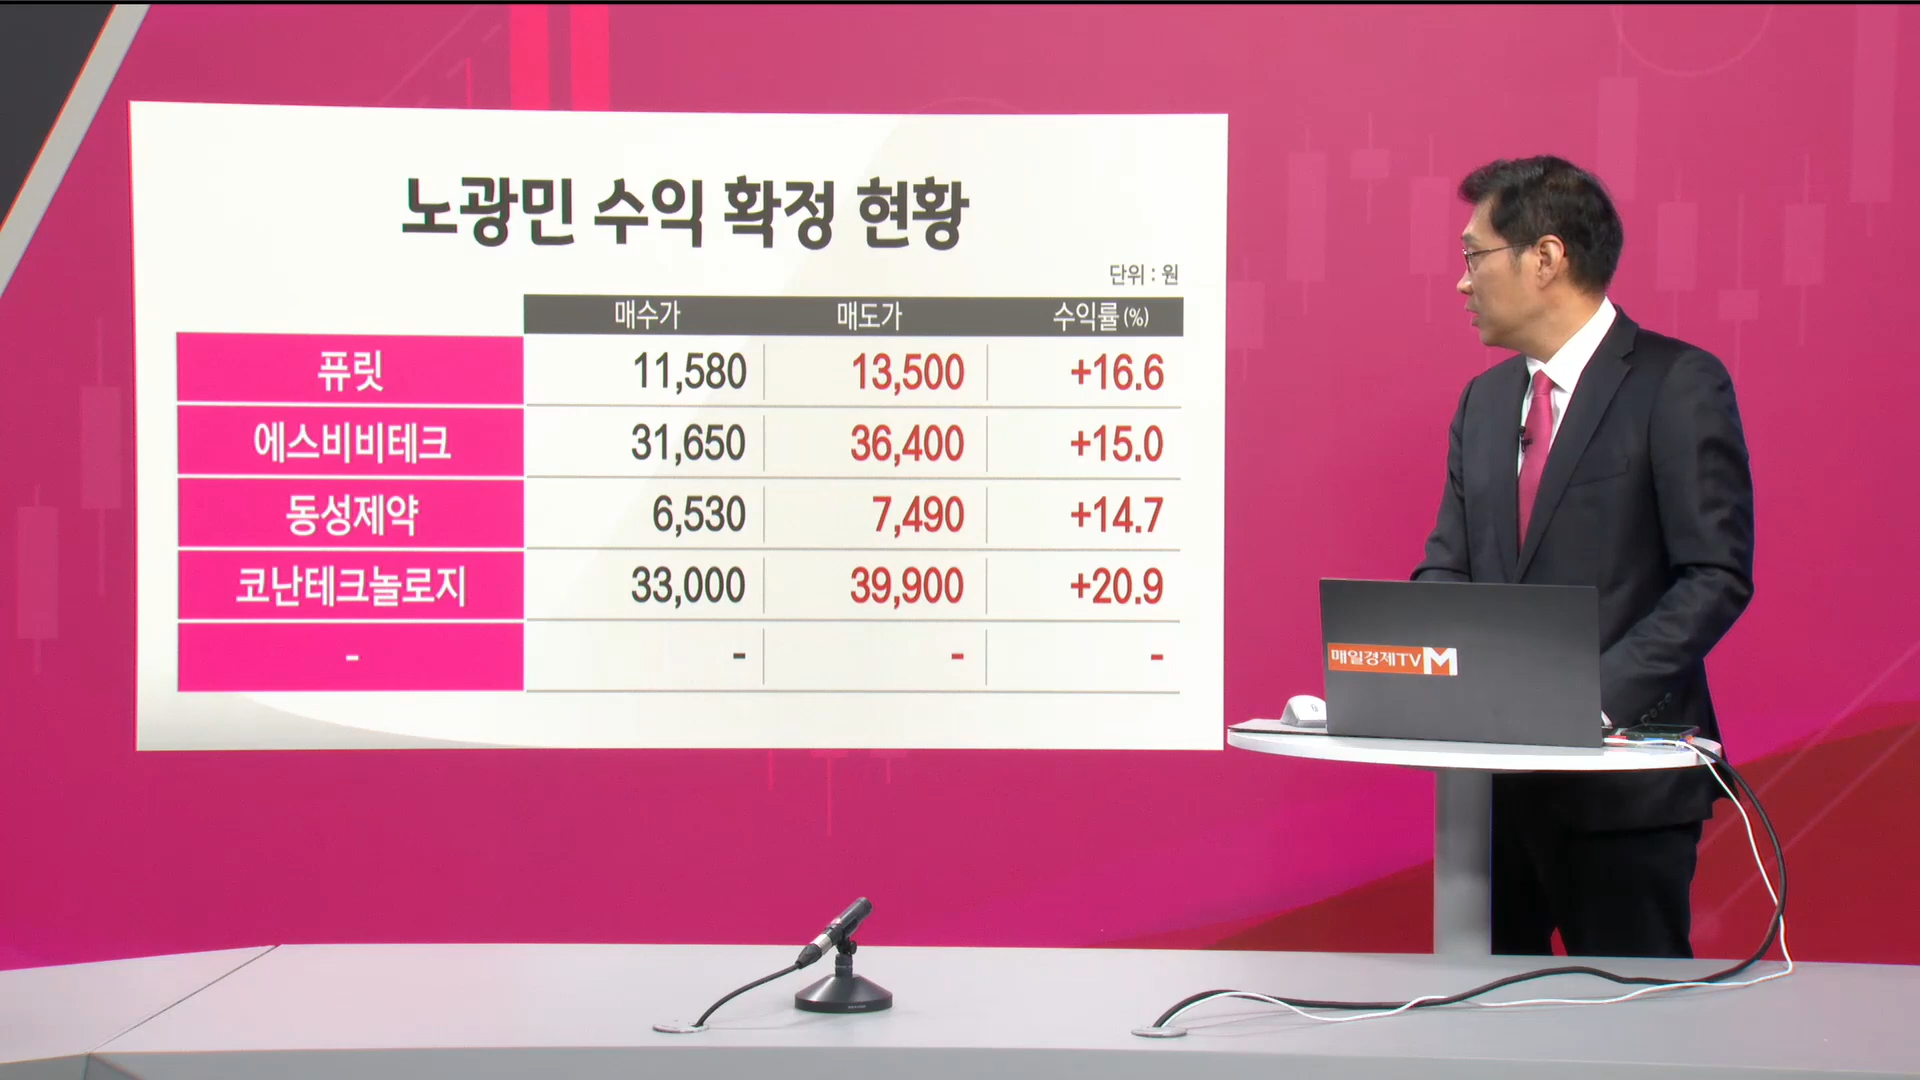 노광민 수익 확정 현황
단위 : 원
매수가 매도가 수익률 (%)
퓨릿 11,580 13,500 +16.6
에스비비테크 31,650 36,400 +15.0
동성제약 6,530 7,490 +14.7
코난테크놀로지 33,000 39,900 +20.9
- - - -
매일경제TV M